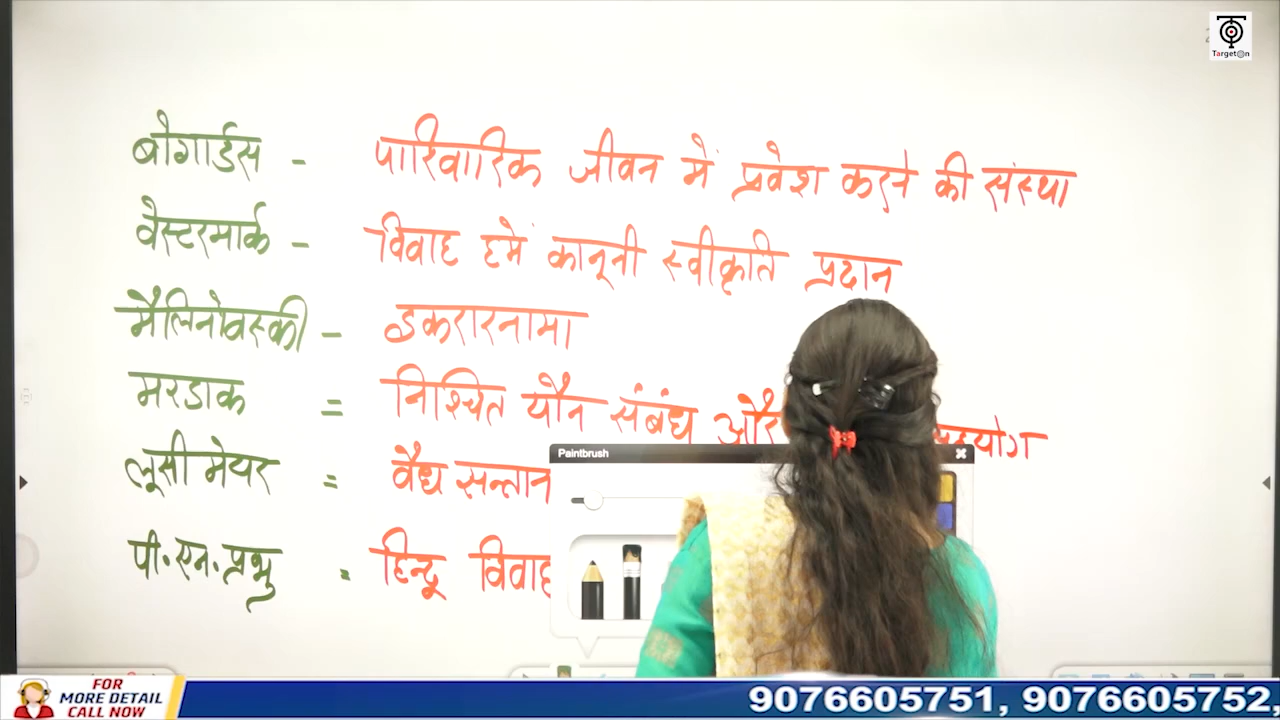 TargetOn
बोगार्डस - पारिवारिक जीवन में प्रवेश करने की संस्था
वेस्टरमार्क - विवाह हमें कानूनी स्वीकृति प्रदान
मैलिनोवस्की - इकरारनामा
मरडाक = निश्चित यौन संबंध और
लूसी मेयर = वैध सन्तान
पी.एन.प्रभु = हिन्दू विवाह
Paintbrush
FOR
MORE DETAIL
CALL NOW
9076605751, 9076605752,